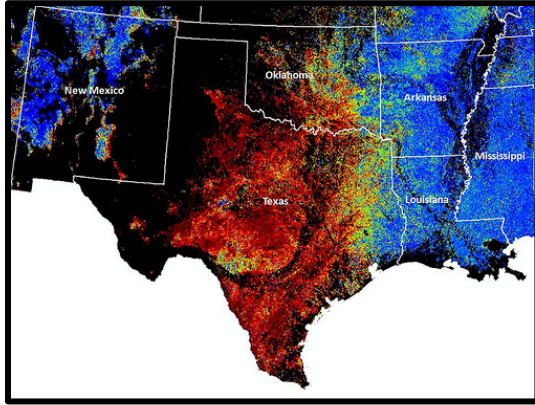 Oklahoma
New Mexico
Arkansas
Mississippi
Texas
Louisiana